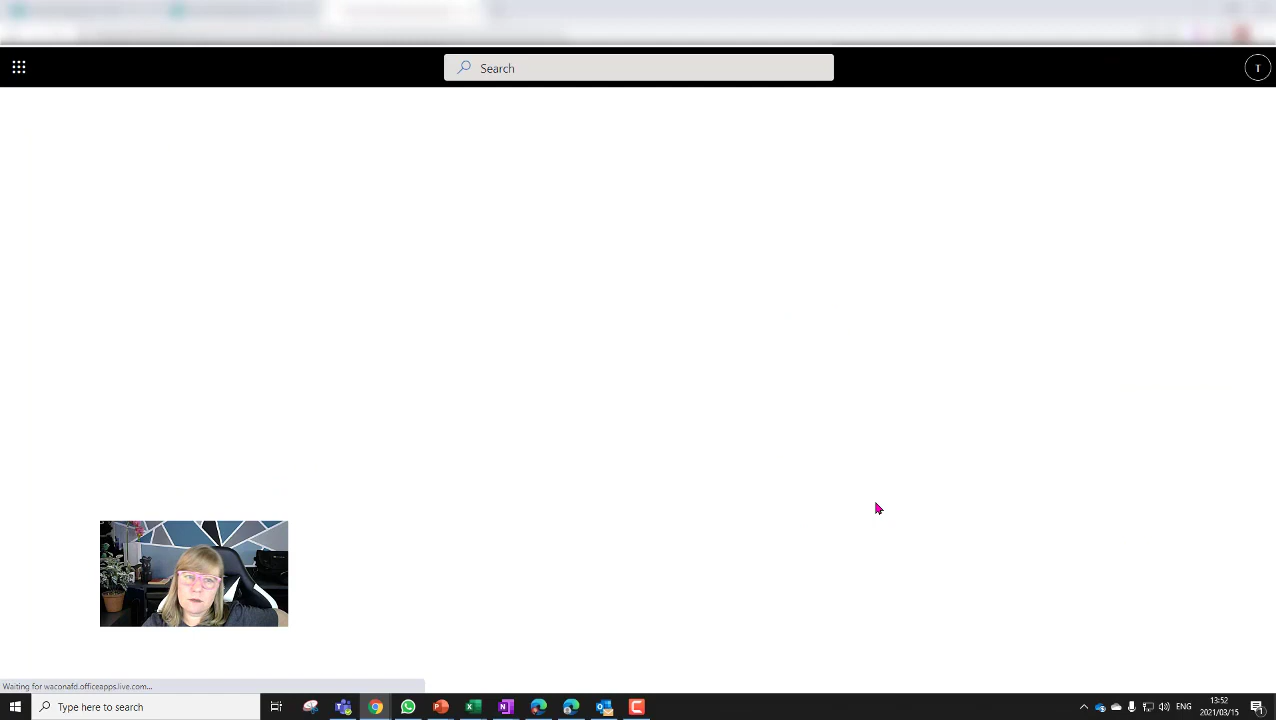 Search
T
Waiting for waconafd.officeapps.live.com...
Type here to search
ENG
13:52
2021/03/15